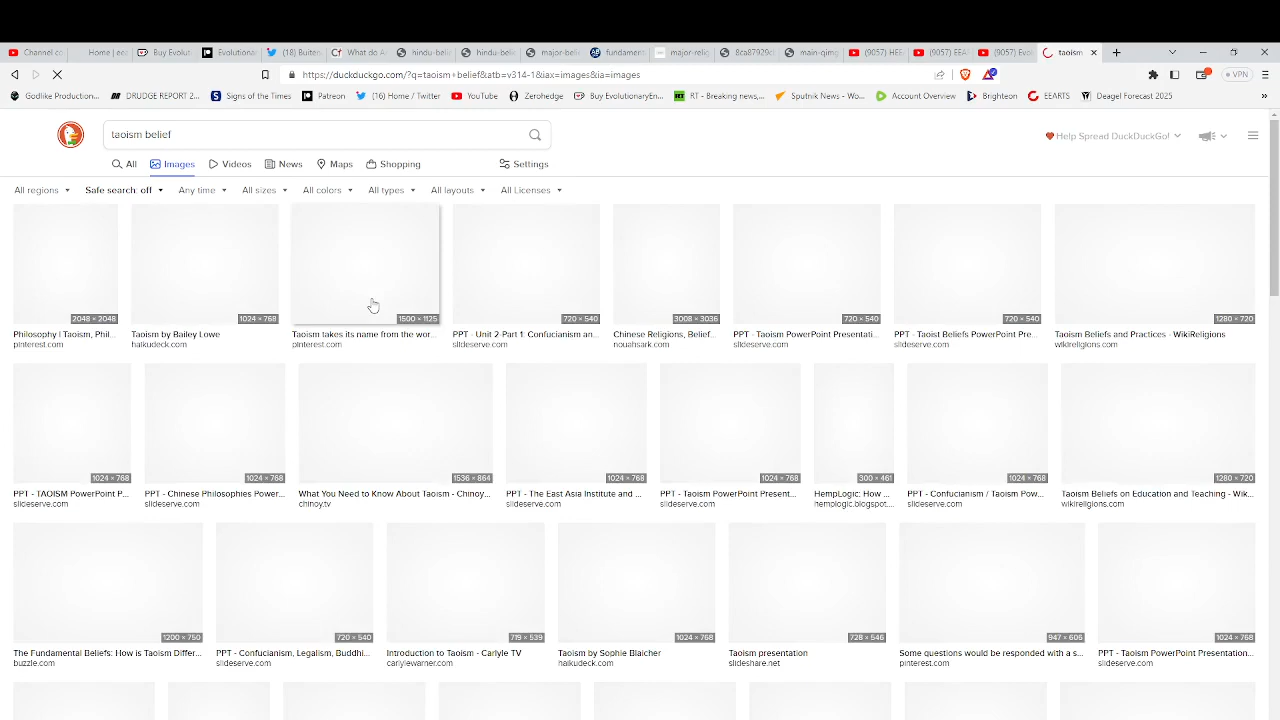 Channel cc
Home | eea
Buy Evolut
Evolutionar
(18) Buiten
What do A
hindu-belie
hindu-belie
major-beli
fundament
major-relig
8ca87929cl
main-qimg
(9057) HEE
(9057) EEAR
(9057) Evol
taoism
https://duckduckgo.com/?q=taoism+belief&atb=v314-1&iax=images&ia=images
VPN
Godlike Production...
DRUDGE REPORT 2...
Signs of the Times
Patreon
(16) Home / Twitter
YouTube
Zerohedge
Buy EvolutionaryEn...
RT - Breaking news,...
Sputnik News - Wo...
Account Overview
Brighteon
EEARTS
Deagel Forecast 2025
taoism belief
Help Spread DuckDuckGo!
All Images Videos News Maps Shopping Settings
All regions Safe search: off Any time All sizes All colors All types All layouts All Licenses
2048 × 2048
1024 × 768
1500 × 1125
720 × 540
3008 × 3036
720 × 540
720 × 540
1280 × 720
Philosophy | Taoism, Phil...
pinterest.com
Taoism by Bailey Lowe
haikudeck.com
Taoism takes its name from the wor...
pinterest.com
PPT - Unit 2-Part 1: Confucianism an...
slideserve.com
Chinese Religions, Belief...
nouahsark.com
PPT - Taoism PowerPoint Presentati...
slideserve.com
PPT - Taoist Beliefs PowerPoint Pre...
slideserve.com
Taoism Beliefs and Practices - WikiReligions
wikireligions.com
1024 × 768
1024 × 768
1536 × 864
1024 × 768
1024 × 768
300 × 461
1024 × 768
1280 × 720
PPT - TAOISM PowerPoint P...
slideserve.com
PPT - Chinese Philosophies Power...
slideserve.com
What You Need to Know About Taoism - Chinoy...
chinoy.tv
PPT - The East Asia Institute and ...
slideserve.com
PPT - Taoism PowerPoint Present...
slideserve.com
HempLogic: How ...
hemplogic.blogspot....
PPT - Confucianism / Taoism Pow...
slideserve.com
Taoism Beliefs on Education and Teaching - Wik...
wikireligions.com
1200 × 750
720 × 540
719 × 539
1024 × 768
728 × 546
947 × 606
1024 × 768
The Fundamental Beliefs: How is Taoism Differ...
buzzle.com
PPT - Confucianism, Legalism, Buddhi...
slideserve.com
Introduction to Taoism - Carlyle TV
carlylewarner.com
Taoism by Sophie Blaicher
haikudeck.com
Taoism presentation
slideshare.net
Some questions would be responded with a s...
pinterest.com
PPT - Taoism PowerPoint Presentation...
slideserve.com